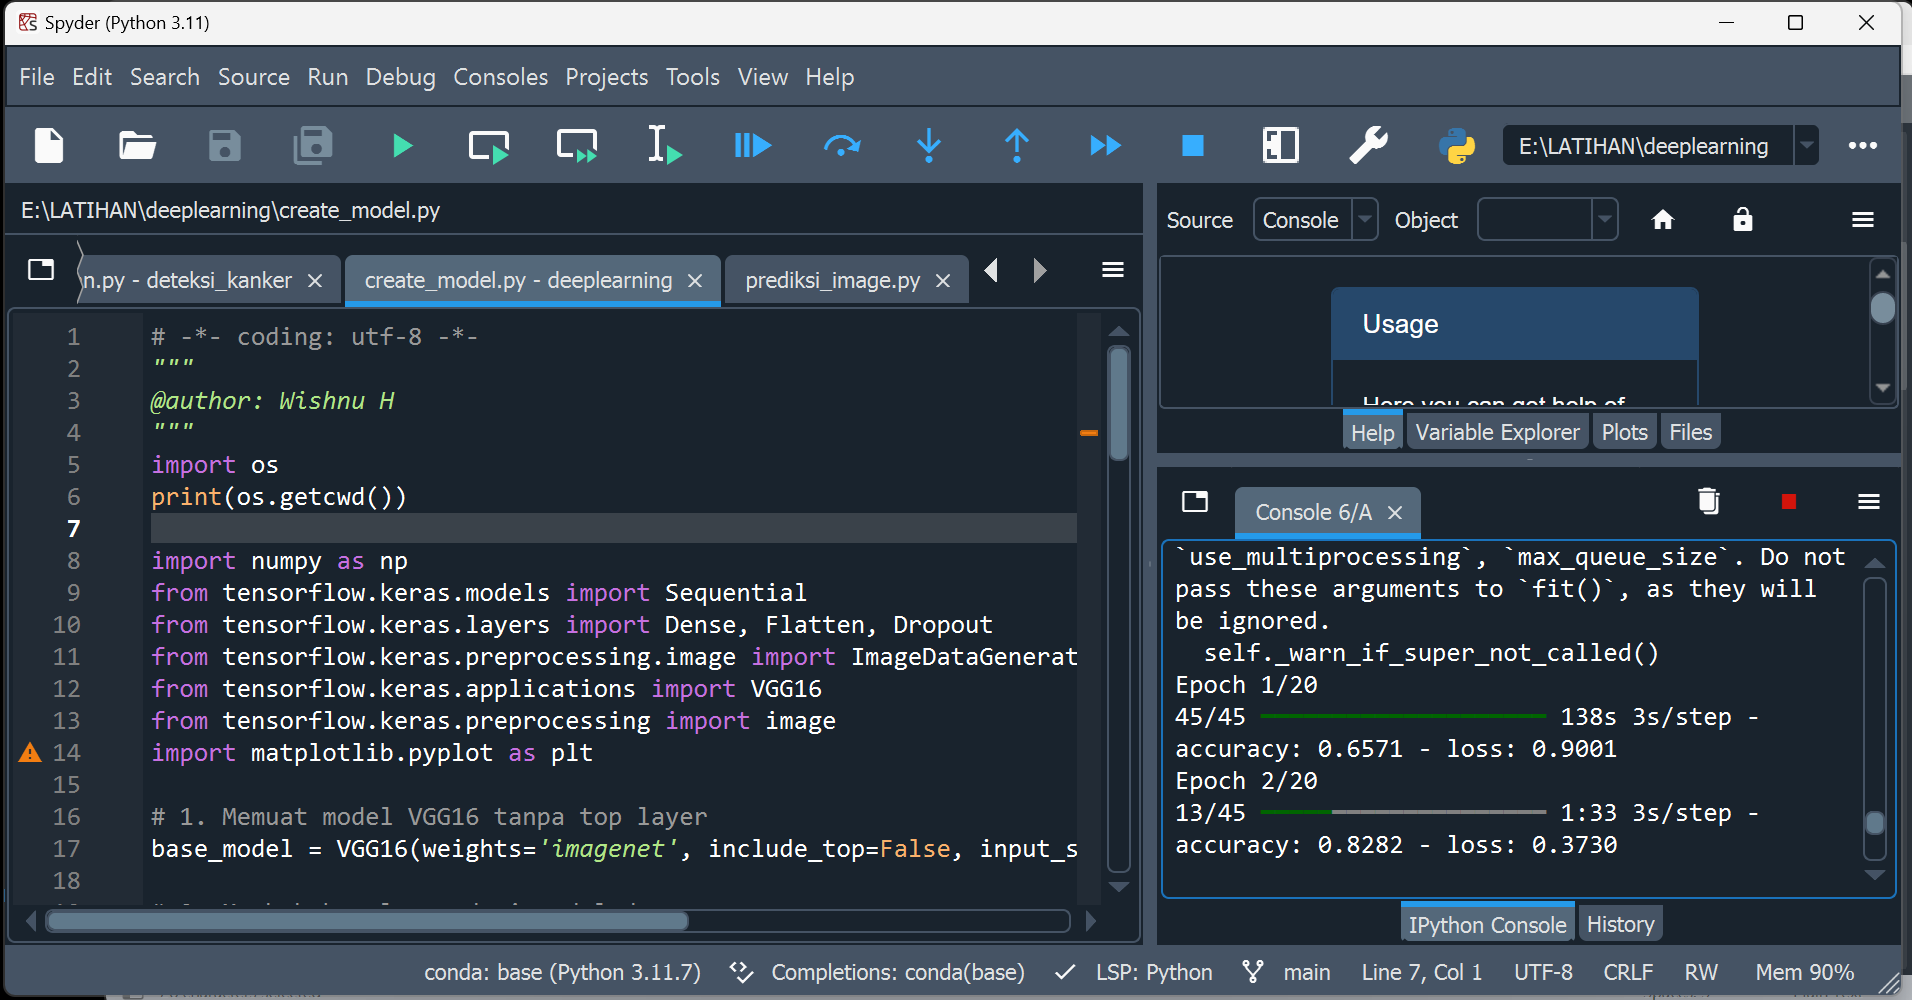 Spyder (Python 3.11)
File Edit Search Source Run Debug Consoles Projects Tools View Help
E:\LATIHAN\deeplearning
E:\LATIHAN\deeplearning\create_model.py
n.py - deteksi_kanker
create_model.py - deeplearning
prediksi_image.py
1 # -*- coding: utf-8 -*-
2 """
3 @author: Wishnu H
4 """
5 import os
6 print(os.getcwd())
7
8 import numpy as np
9 from tensorflow.keras.models import Sequential
10 from tensorflow.keras.layers import Dense, Flatten, Dropout
11 from tensorflow.keras.preprocessing.image import ImageDataGenerat
12 from tensorflow.keras.applications import VGG16
13 from tensorflow.keras.preprocessing import image
14 import matplotlib.pyplot as plt
15
16 # 1. Memuat model VGG16 tanpa top layer
17 base_model = VGG16(weights='imagenet', include_top=False, input_s
18
Source Console Object
Usage
Here you can get help of
Help Variable Explorer Plots Files
Console 6/A
`use_multiprocessing`, `max_queue_size`. Do not
pass these arguments to `fit()`, as they will
be ignored.
self._warn_if_super_not_called()
Epoch 1/20
45/45 138s 3s/step -
accuracy: 0.6571 - loss: 0.9001
Epoch 2/20
13/45 1:33 3s/step -
accuracy: 0.8282 - loss: 0.3730
IPython Console History
conda: base (Python 3.11.7) Completions: conda(base) LSP: Python main Line 7, Col 1 UTF-8 CRLF RW Mem 90%